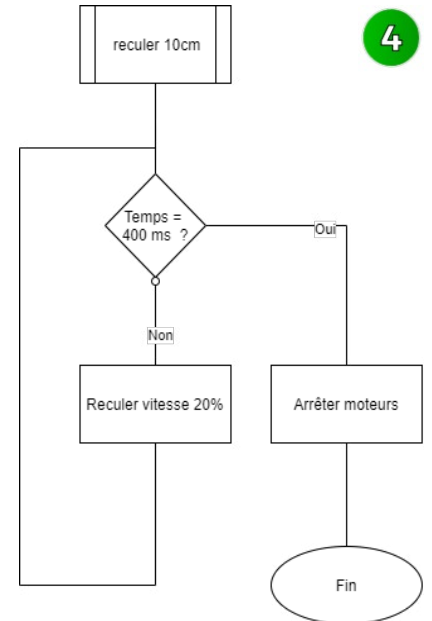 reculer 10cm
4
Temps =
400 ms ?
Oui
Non
Reculer vitesse 20%
Arrêter moteurs
Fin